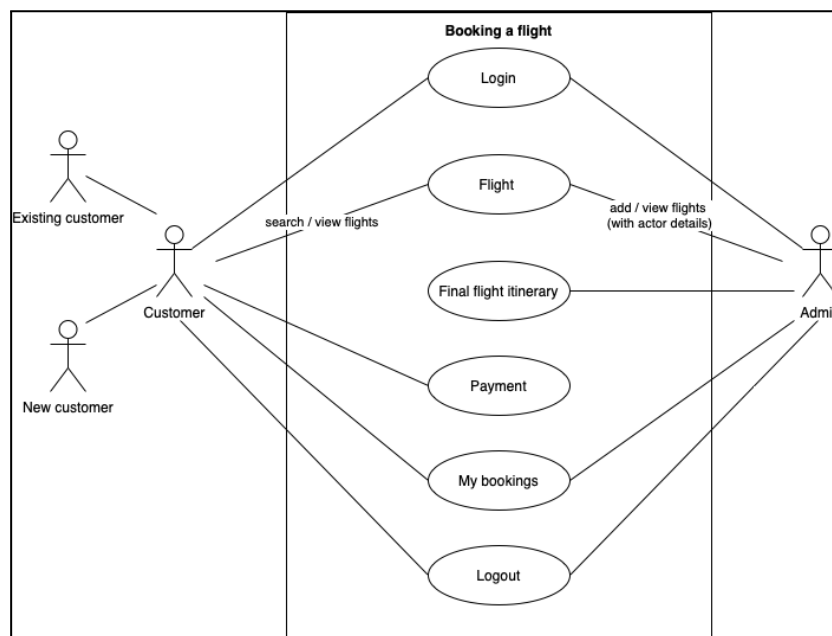 Booking a flight
Login
Existing customer
Flight
search / view flights
add / view flights
(with actor details)
Customer
Final flight itinerary
Admi
New customer
Payment
My bookings
Logout